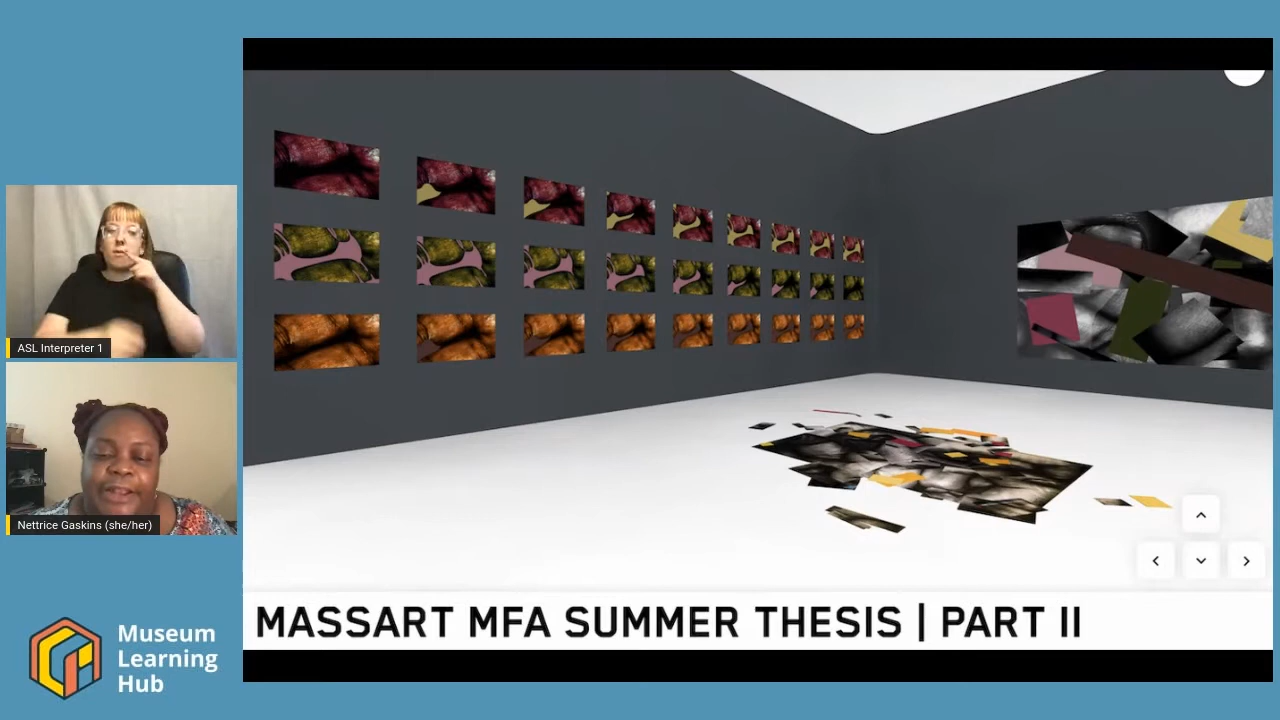 ASL Interpreter 1
Nettrice Gaskins (she/her)
Museum
Learning
Hub
MASSART MFA SUMMER THESIS | PART II